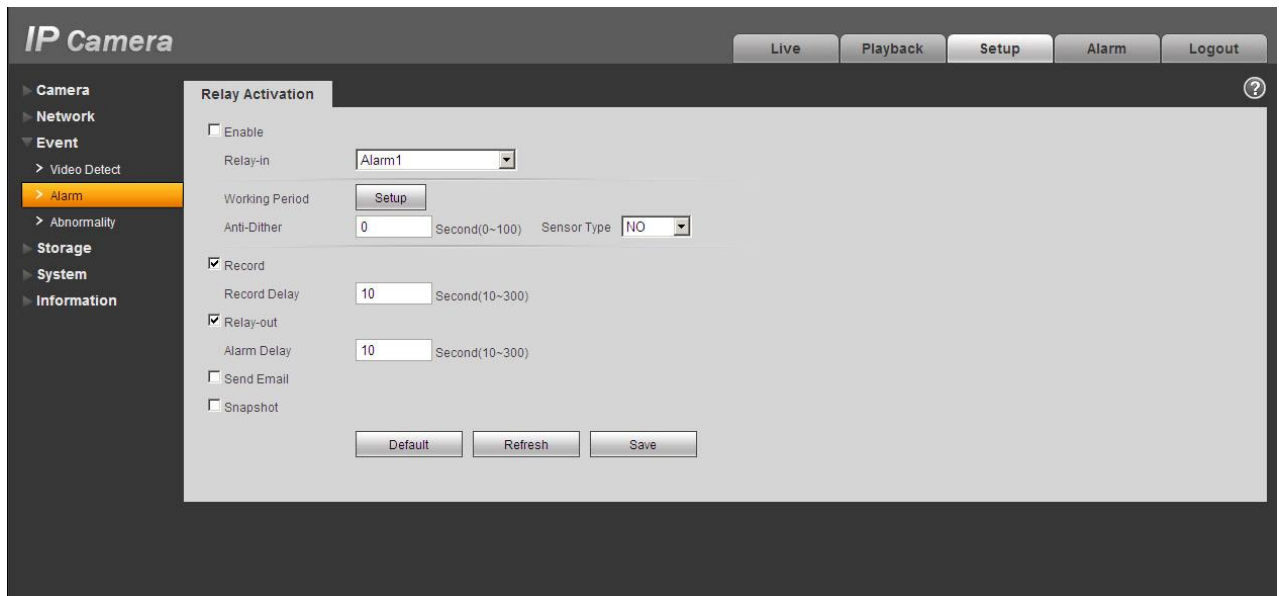 IP Camera
Live Playback Setup Alarm Logout
Camera
Network
Event
> Video Detect
> Alarm
> Abnormality
Storage
System
Information
Relay Activation
?
Enable
Relay-in Alarm1
Working Period Setup
Anti-Dither 0 Second(0~100) Sensor Type NO
Record
Record Delay 10 Second(10~300)
Relay-out
Alarm Delay 10 Second(10~300)
Send Email
Snapshot
Default Refresh Save